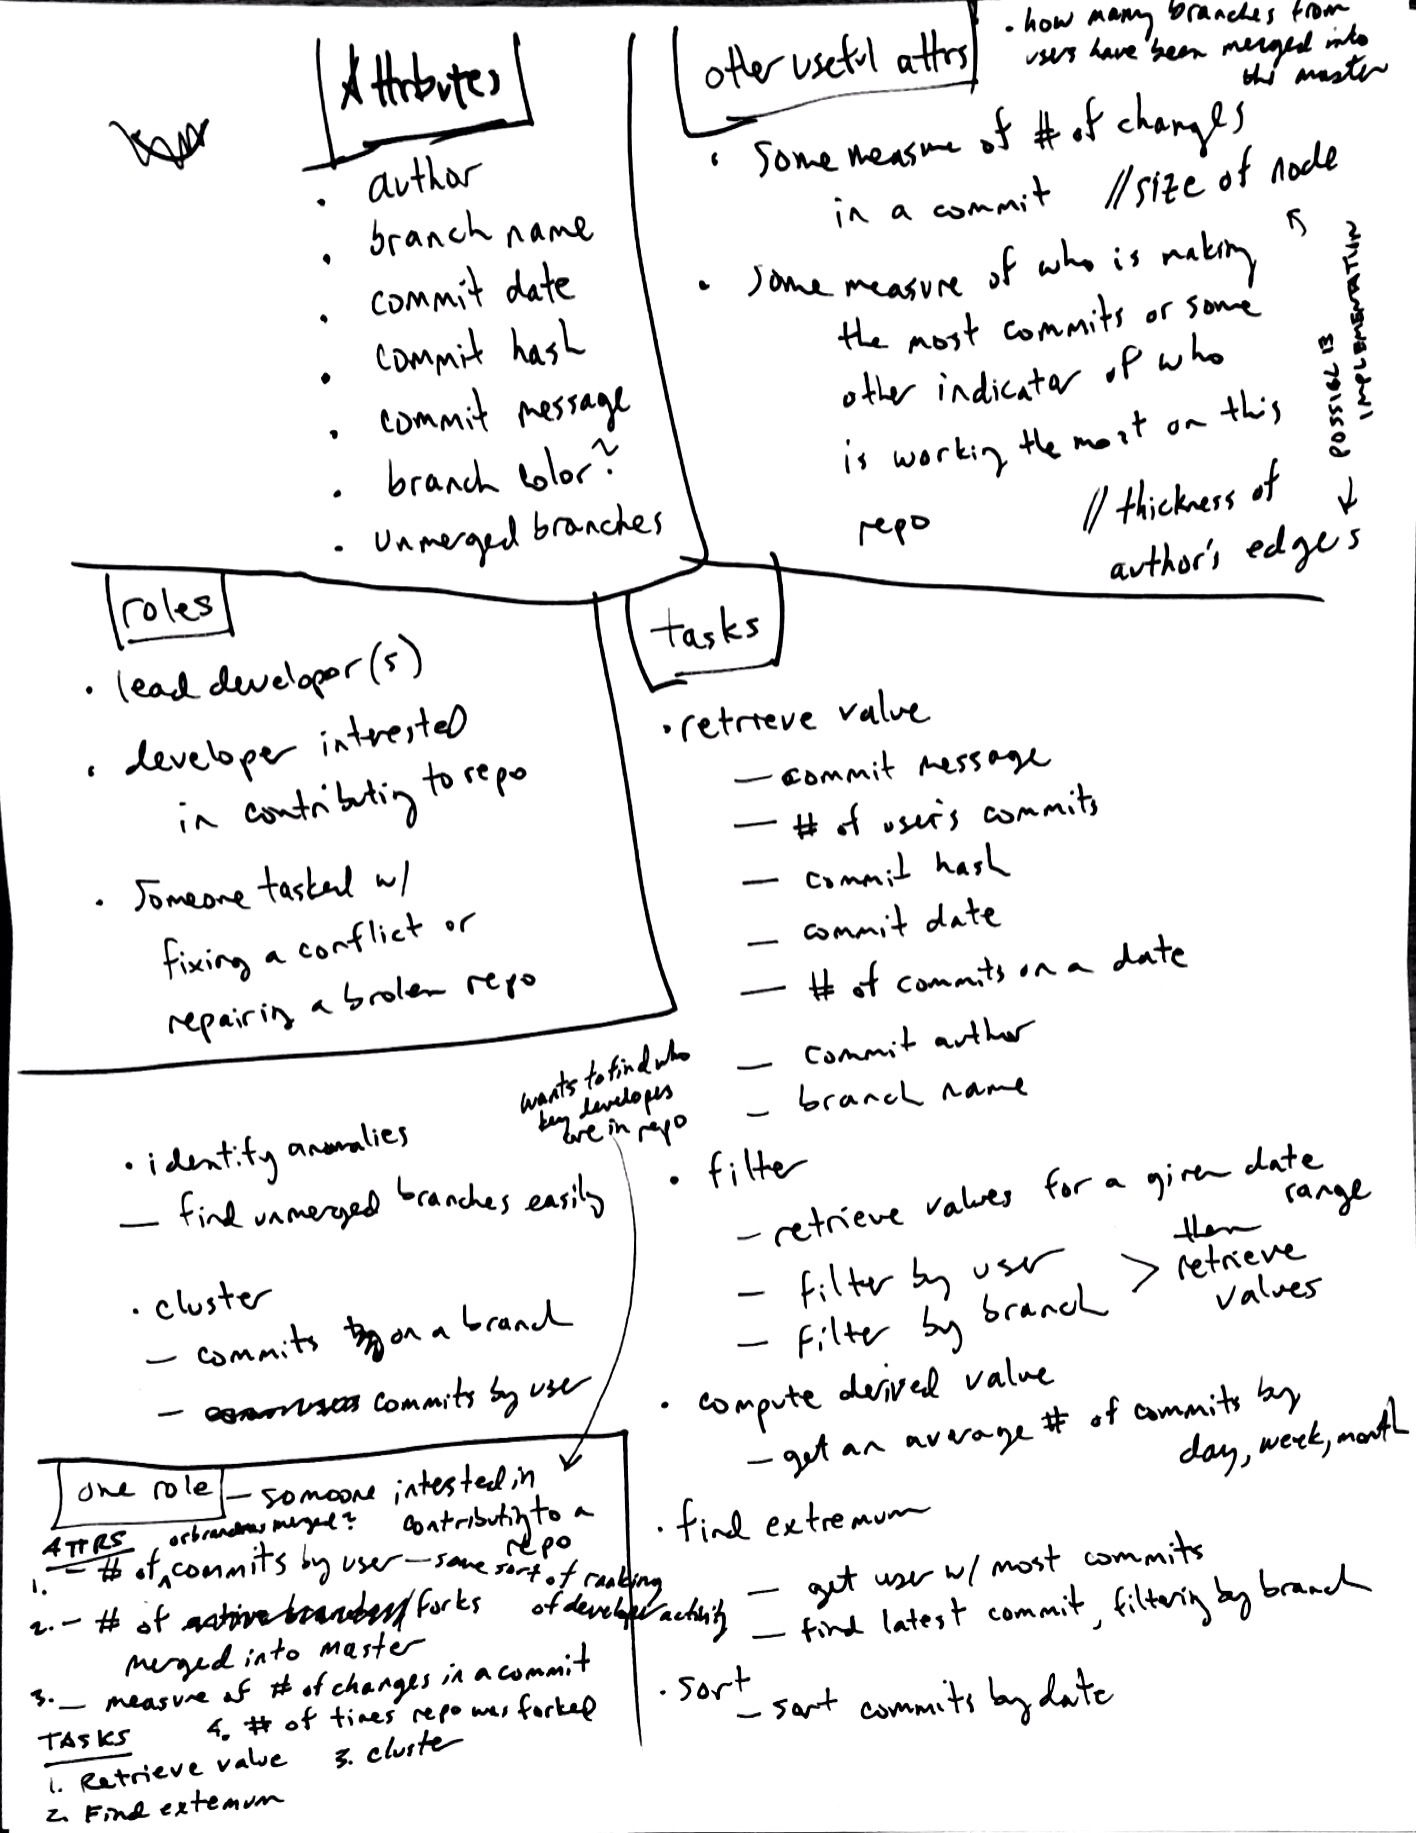 Attributes
· author
· branch name
· commit date
· commit hash
· commit message
· branch color?
· unmerged branches
other useful attrs
· how many branches from
users have been merged into
the master
· some measure of # of changes
in a commit //size of node
· some measure of who is making
the most commits or some
other indicator of who
is working the most on this
repo //thickness of
author's edges
POSSIBLE
IMPLEMENTATION
roles
· lead developer(s)
· developer interested
in contributing to repo
· someone tasked w/
fixing a conflict or
repairing a broken repo
tasks
· retrieve value
— commit message
— # of user's commits
— commit hash
— commit date
— # of commits on a date
— commit author
— branch name
· filter
— retrieve values for a given date
range
— filter by user
— filter by branch > then
retrieve
values
· compute derived value
— get an average # of commits by
day, week, month
· find extremum
— get user w/ most commits
— find latest commit, filtering by branch
· sort
— sort commits by date
· identify anomalies
— find unmerged branches easily
· cluster
— commits on a branch
— commits by user
wants to find who
key developes
are in repo
one role — someone intested in
contributing to a
repo
ATTRS
or branches merged?
1. — # of ^ commits by user — some sort of ranking
of developer activity
2. — # of active branches/forks
merged into master
3. — measure of # of changes in a commit
4. # of times repo was forked
TASKS
1. Retrieve value 3. cluster
2. Find extemum